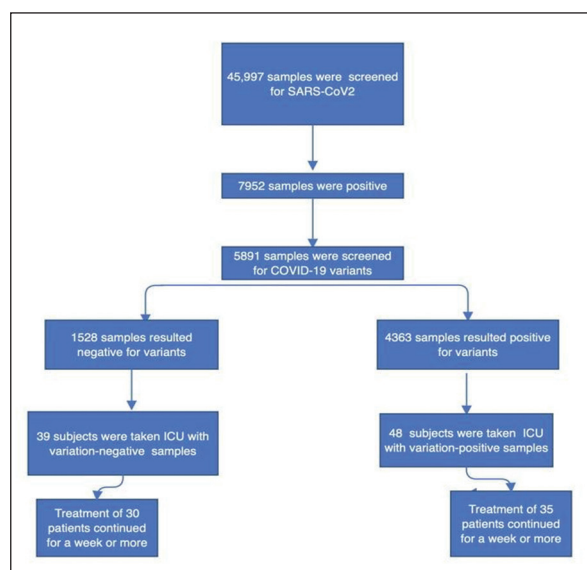 45,997 samples were screened
for SARS-CoV2
7952 samples were positive
5891 samples were screened
for COVID-19 variants
1528 samples resulted
negative for variants
4363 samples resulted positive
for variants
39 subjects were taken ICU with
variation-negative samples
48 subjects were taken ICU
with variation-positive samples
Treatment of 30
patients continued
for a week or more
Treatment of 35
patients continued
for a week or more